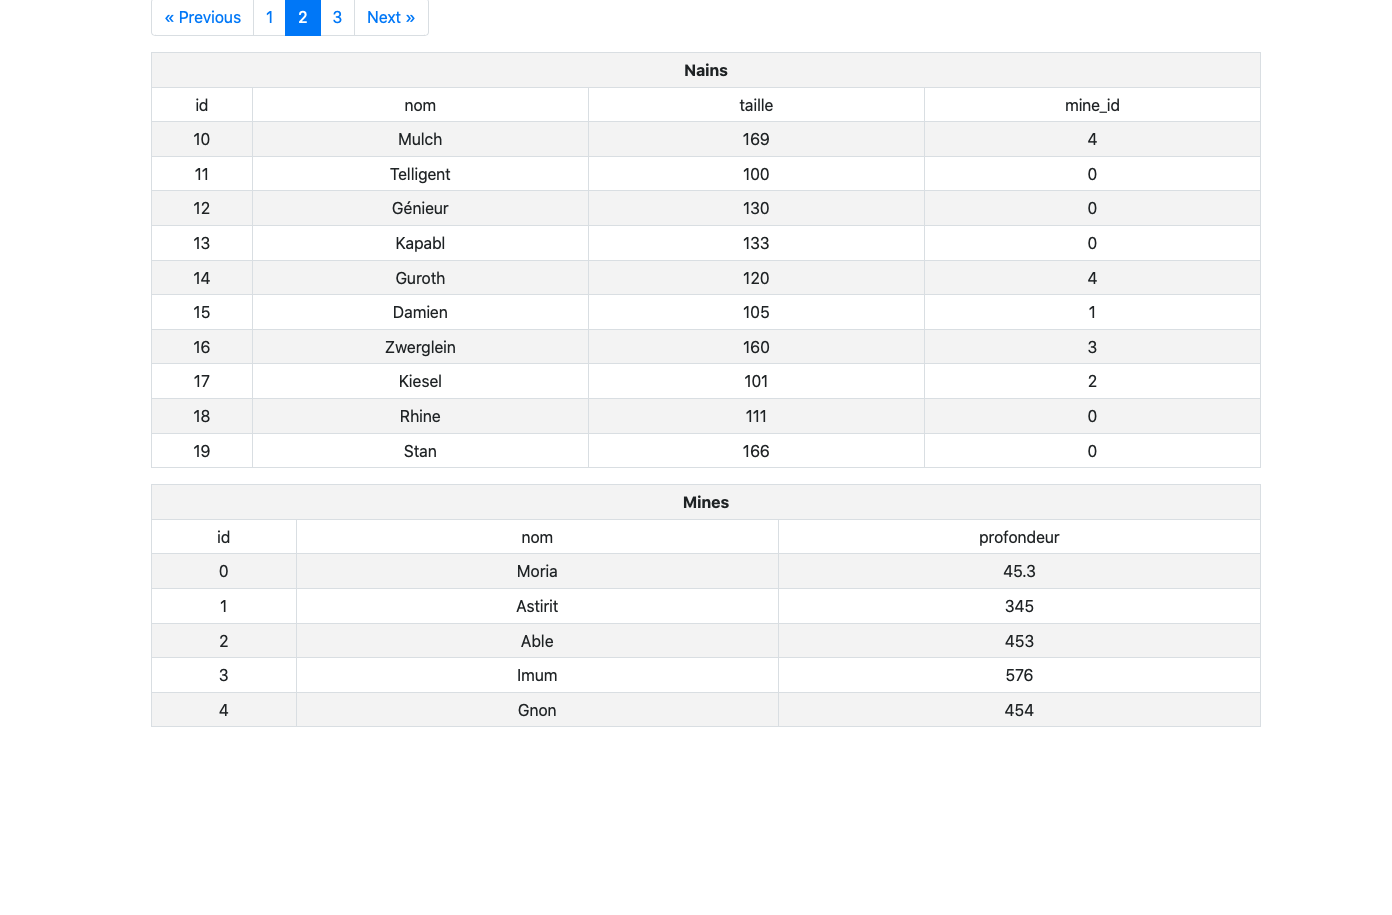 « Previous 1 2 3 Next »
Nains
id nom taille mine_id
10 Mulch 169 4
11 Telligent 100 0
12 Génieur 130 0
13 Kapabl 133 0
14 Guroth 120 4
15 Damien 105 1
16 Zwerglein 160 3
17 Kiesel 101 2
18 Rhine 111 0
19 Stan 166 0
Mines
id nom profondeur
0 Moria 45.3
1 Astirit 345
2 Able 453
3 Imum 576
4 Gnon 454